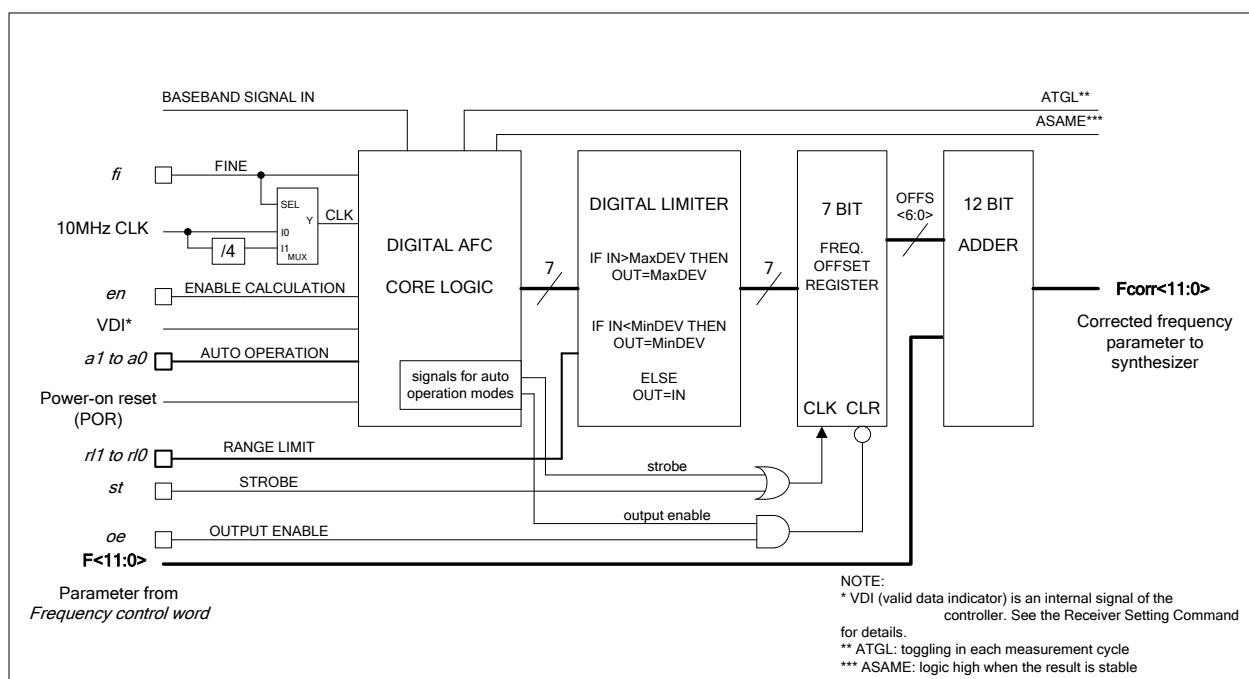 BASEBAND SIGNAL IN
ATGL**
ASAME***
fi
FINE
SEL
Y
CLK
10MHz CLK
I0
I1
MUX
/4
en
ENABLE CALCULATION
VDI*
a1 to a0
AUTO OPERATION
Power-on reset
(POR)
DIGITAL AFC
CORE LOGIC
signals for auto
operation modes
7
DIGITAL LIMITER
IF IN>MaxDEV THEN
OUT=MaxDEV
IF IN<MinDEV THEN
OUT=MinDEV
ELSE
OUT=IN
7
7 BIT
FREQ.
OFFSET
REGISTER
CLK CLR
OFFS
<6:0>
12 BIT
ADDER
Fcorr<11:0>
Corrected frequency
parameter to
synthesizer
rl1 to rl0
RANGE LIMIT
st
STROBE
strobe
oe
OUTPUT ENABLE
output enable
F<11:0>
Parameter from
Frequency control word
NOTE:
* VDI (valid data indicator) is an internal signal of the
controller. See the Receiver Setting Command
for details.
** ATGL: toggling in each measurement cycle
*** ASAME: logic high when the result is stable